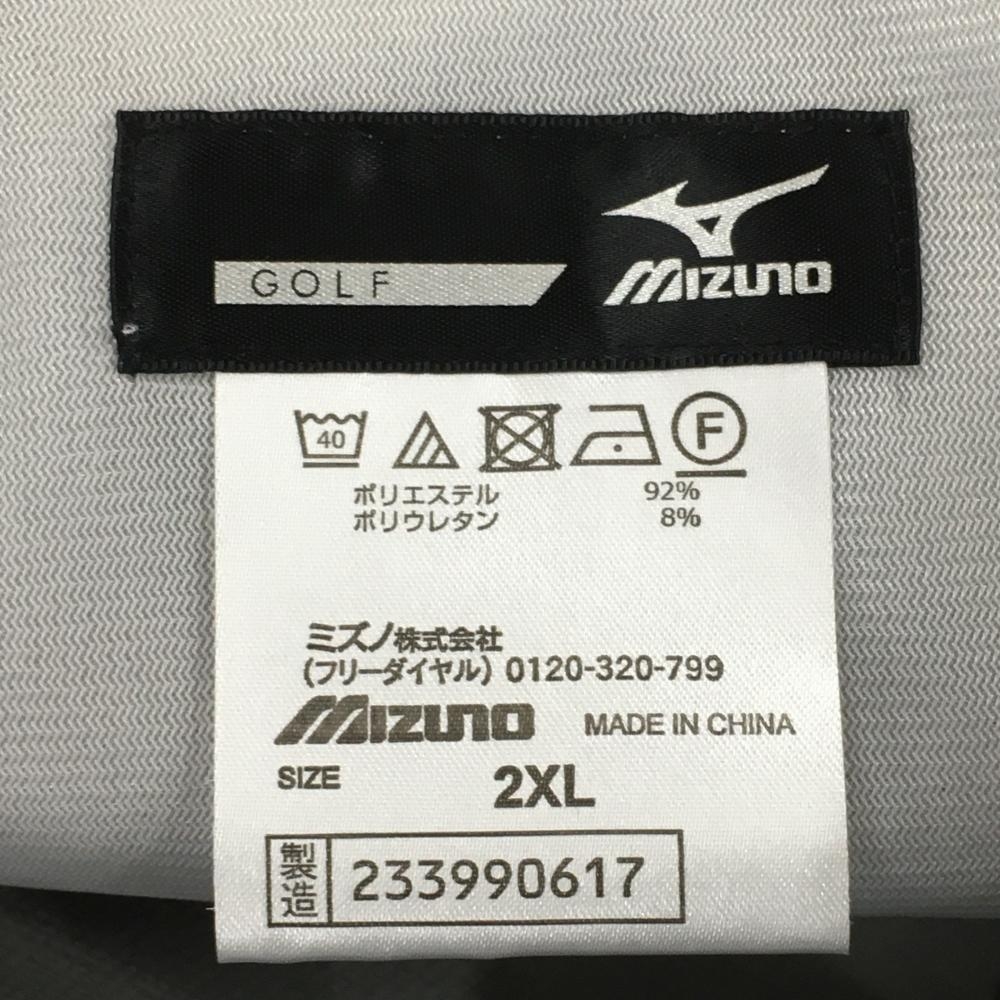 GOLF
MIZUNO
40
F
ポリエステル 92%
ポリウレタン 8%
ミズノ株式会社
(フリーダイヤル) 0120-320-799
MIZUNO MADE IN CHINA
SIZE 2XL
製造 233990617